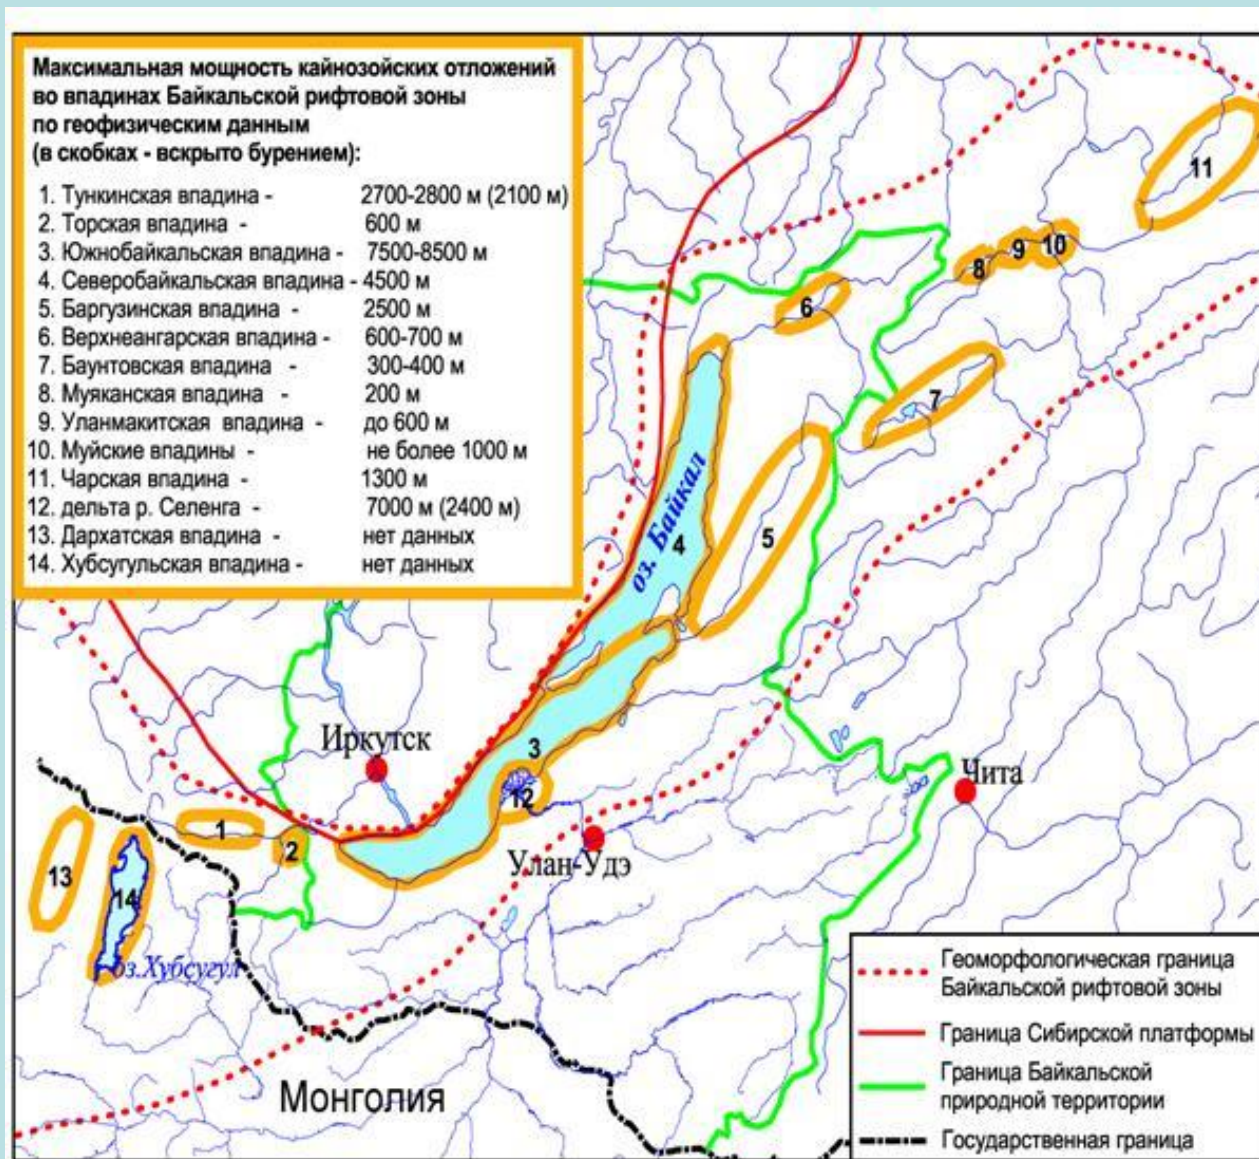 Максимальная мощность кайнозойских отложений
во впадинах Байкальской рифтовой зоны
по геофизическим данным
(в скобках - вскрыто бурением):
1. Тункинская впадина - 2700-2800 м (2100 м)
2. Торская впадина - 600 м
3. Южнобайкальская впадина - 7500-8500 м
4. Северобайкальская впадина - 4500 м
5. Баргузинская впадина - 2500 м
6. Верхнеангарская впадина - 600-700 м
7. Баунтовская впадина - 300-400 м
8. Муяканская впадина - 200 м
9. Уланмакитская впадина - до 600 м
10. Муйские впадины - не более 1000 м
11. Чарская впадина - 1300 м
12. дельта р. Селенга - 7000 м (2400 м)
13. Дархатская впадина - нет данных
14. Хубсугульская впадина - нет данных
11
9
10
8
6
7
оз. Байкал
4
5
Иркутск
3
12
Чита
1
2
Улан-Удэ
13
14
оз.Хубсугул
Монголия
Геоморфологическая граница
Байкальской рифтовой зоны
Граница Сибирской платформы
Граница Байкальской
природной территории
Государственная граница